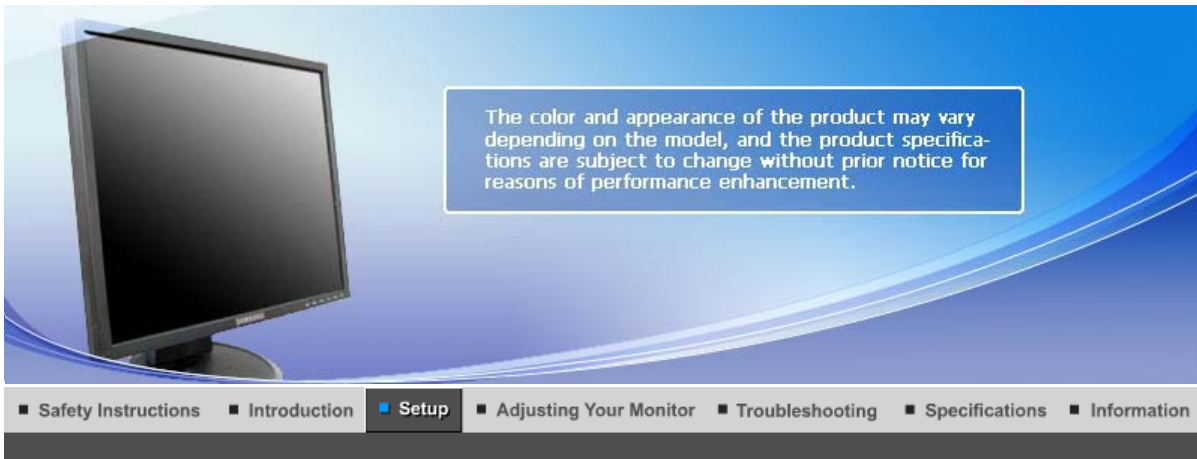 The color and appearance of the product may vary
depending on the model, and the product specifica-
tions are subject to change without prior notice for
reasons of performance enhancement.
SAMSUNG
Safety Instructions
Introduction
Setup
Adjusting Your Monitor
Troubleshooting
Specifications
Information